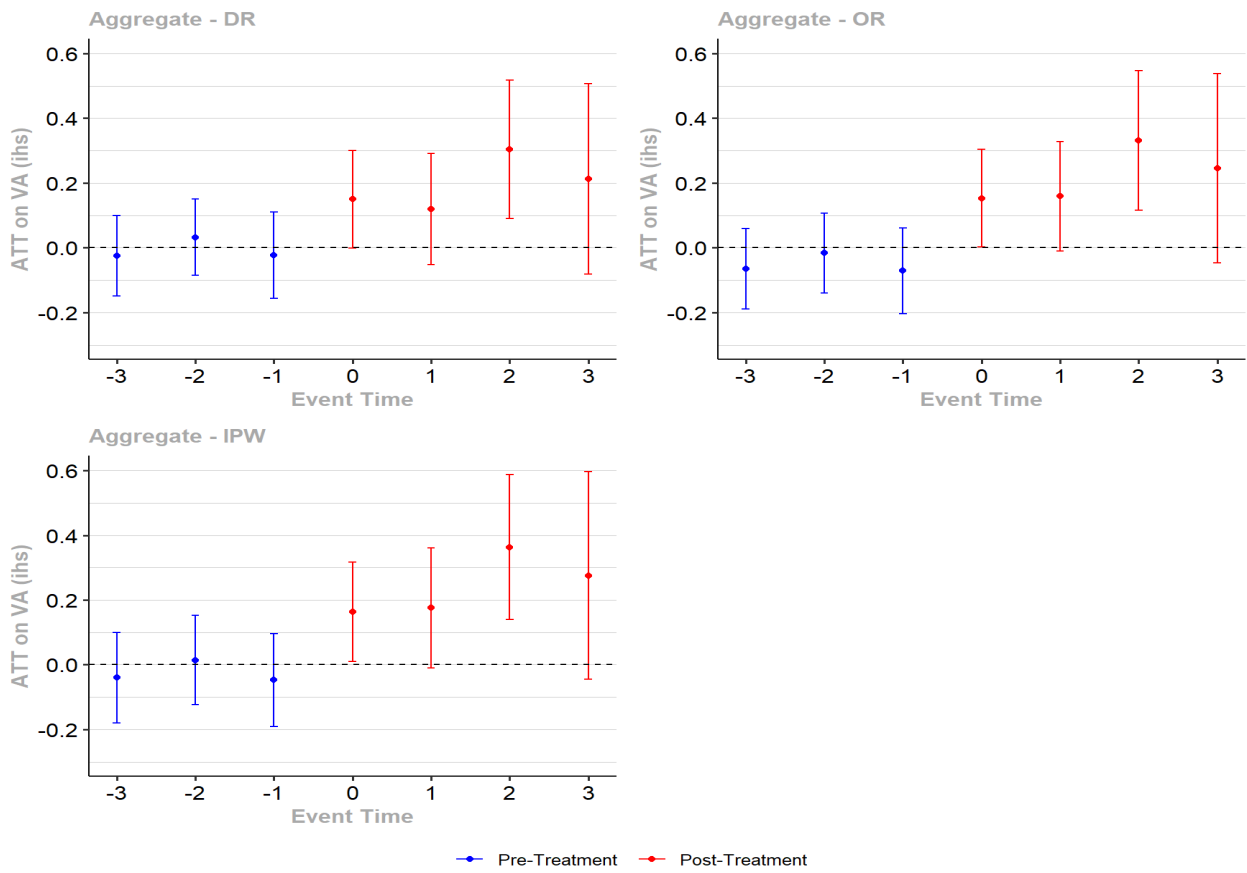 Aggregate - DR
ATT on VA (ihs)
0.6
0.4
0.2
0.0
-0.2
-3 -2 -1 0 1 2 3
Event Time
Aggregate - OR
ATT on VA (ihs)
0.6
0.4
0.2
0.0
-0.2
-3 -2 -1 0 1 2 3
Event Time
Aggregate - IPW
ATT on VA (ihs)
0.6
0.4
0.2
0.0
-0.2
-3 -2 -1 0 1 2 3
Event Time
Pre-Treatment Post-Treatment